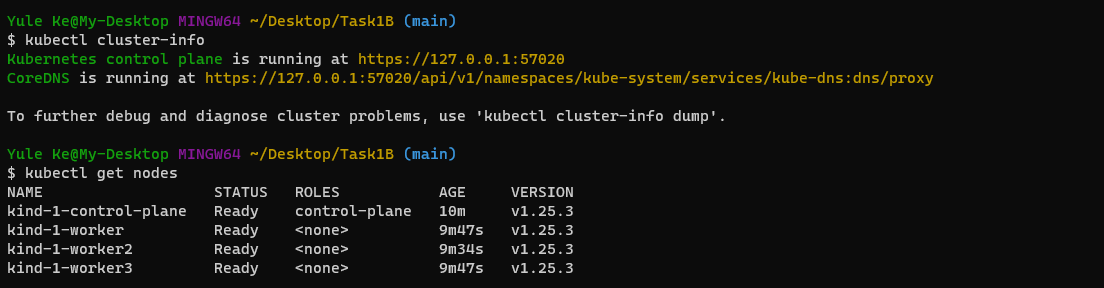 Yule Ke@My-Desktop MINGW64 ~/Desktop/Task1B (main)
$ kubectl cluster-info
Kubernetes control plane is running at https://127.0.0.1:57020
CoreDNS is running at https://127.0.0.1:57020/api/v1/namespaces/kube-system/services/kube-dns:dns/proxy
To further debug and diagnose cluster problems, use 'kubectl cluster-info dump'.
Yule Ke@My-Desktop MINGW64 ~/Desktop/Task1B (main)
$ kubectl get nodes
NAME                   STATUS   ROLES           AGE     VERSION
kind-1-control-plane   Ready    control-plane   10m     v1.25.3
kind-1-worker          Ready    <none>          9m47s   v1.25.3
kind-1-worker2         Ready    <none>          9m34s   v1.25.3
kind-1-worker3         Ready    <none>          9m47s   v1.25.3